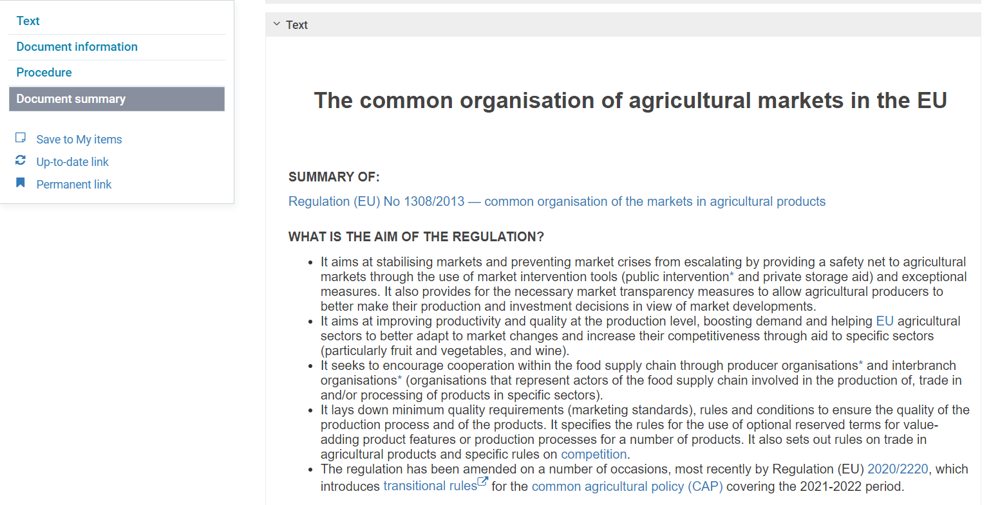 Text
Document information
Procedure
Document summary
Save to My items
Up-to-date link
Permanent link
Text
The common organisation of agricultural markets in the EU
SUMMARY OF:
Regulation (EU) No 1308/2013 — common organisation of the markets in agricultural products
WHAT IS THE AIM OF THE REGULATION?
• It aims at stabilising markets and preventing market crises from escalating by providing a safety net to agricultural
markets through the use of market intervention tools (public intervention* and private storage aid) and exceptional
measures. It also provides for the necessary market transparency measures to allow agricultural producers to
better make their production and investment decisions in view of market developments.
• It aims at improving productivity and quality at the production level, boosting demand and helping EU agricultural
sectors to better adapt to market changes and increase their competitiveness through aid to specific sectors
(particularly fruit and vegetables, and wine).
• It seeks to encourage cooperation within the food supply chain through producer organisations* and interbranch
organisations* (organisations that represent actors of the food supply chain involved in the production of, trade in
and/or processing of products in specific sectors).
• It lays down minimum quality requirements (marketing standards), rules and conditions to ensure the quality of the
production process and of the products. It specifies the rules for the use of optional reserved terms for value-
adding product features or production processes for a number of products. It also sets out rules on trade in
agricultural products and specific rules on competition.
• The regulation has been amended on a number of occasions, most recently by Regulation (EU) 2020/2220, which
introduces transitional rules for the common agricultural policy (CAP) covering the 2021-2022 period.